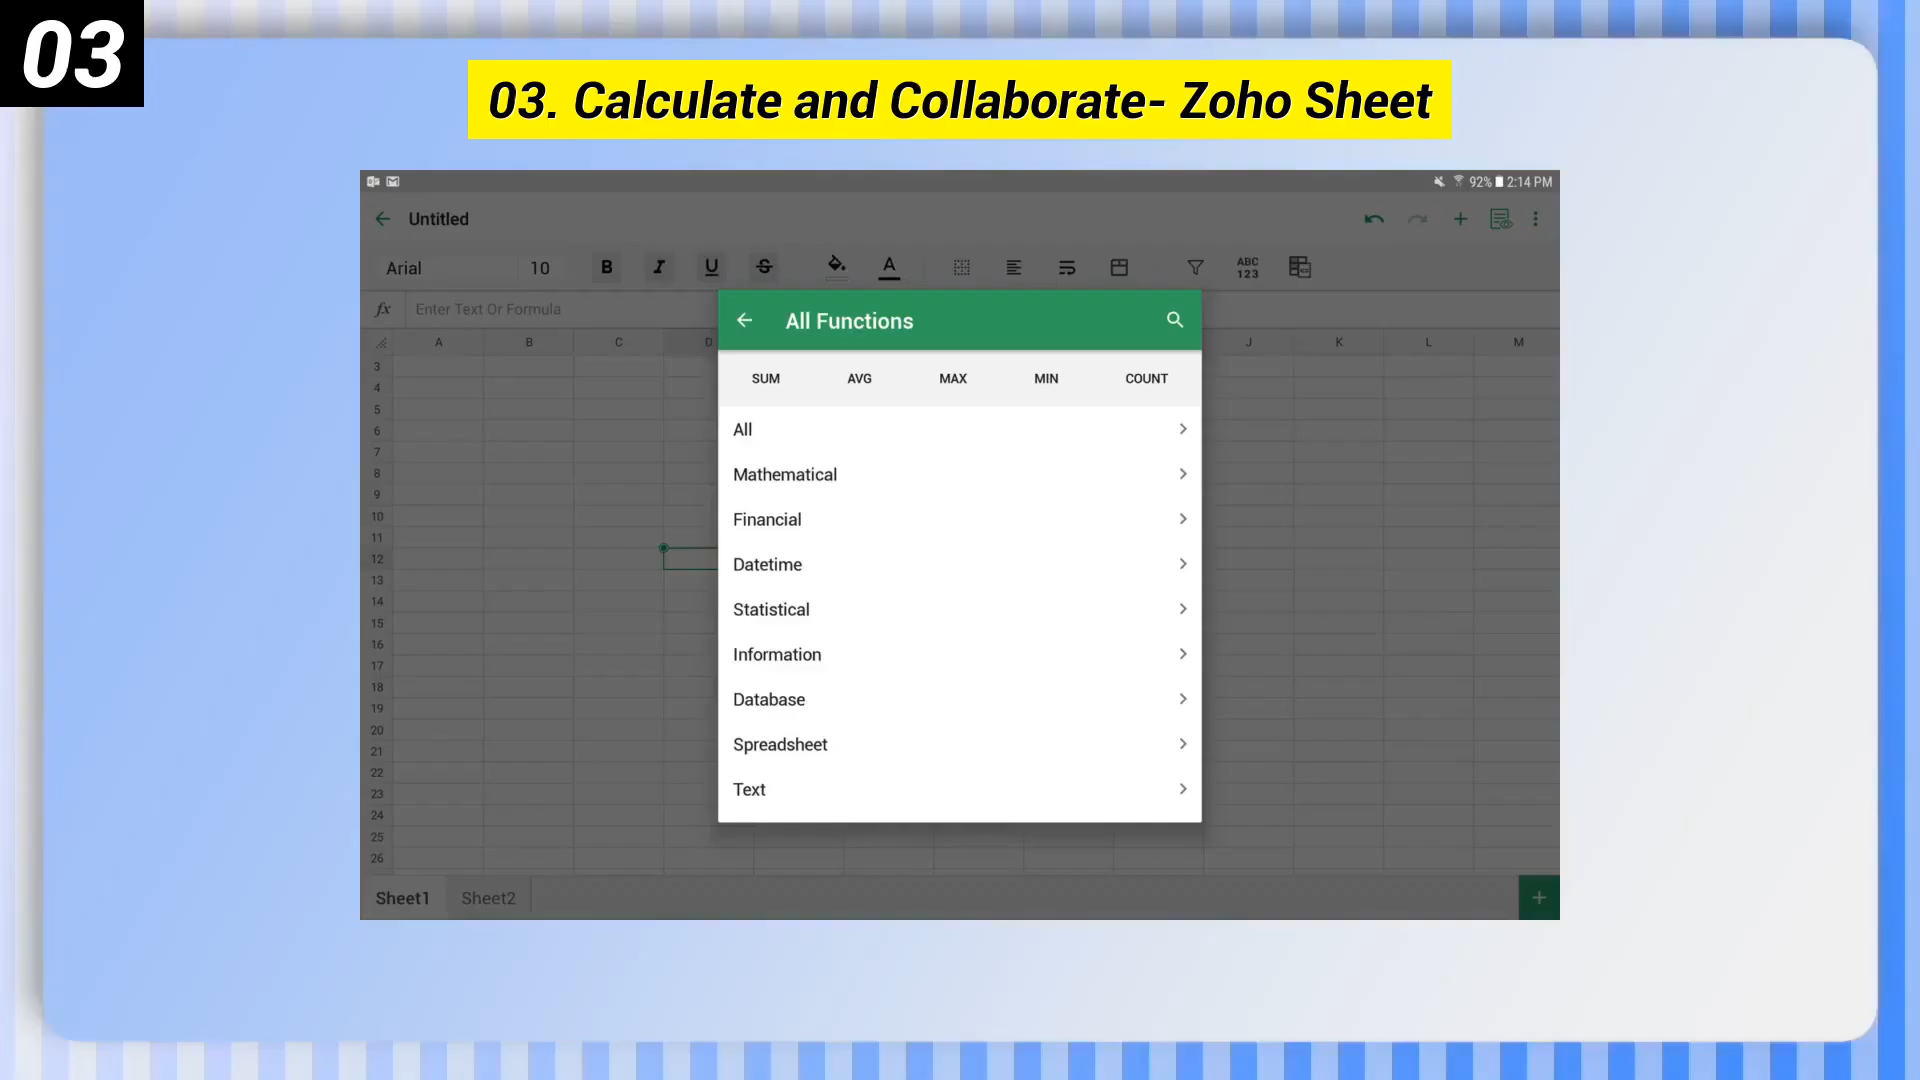 03
03. Calculate and Collaborate- Zoho Sheet
92% 2:14 PM
Untitled
Arial 10 B I U S A ABC 123
fx Enter Text Or Formula
All Functions
A B C D J K L M
SUM AVG MAX MIN COUNT
3
4
5
6
7
8
9
10
11
12
13
14
15
16
17
18
19
20
21
22
23
24
25
26
All
Mathematical
Financial
Datetime
Statistical
Information
Database
Spreadsheet
Text
Sheet1 Sheet2